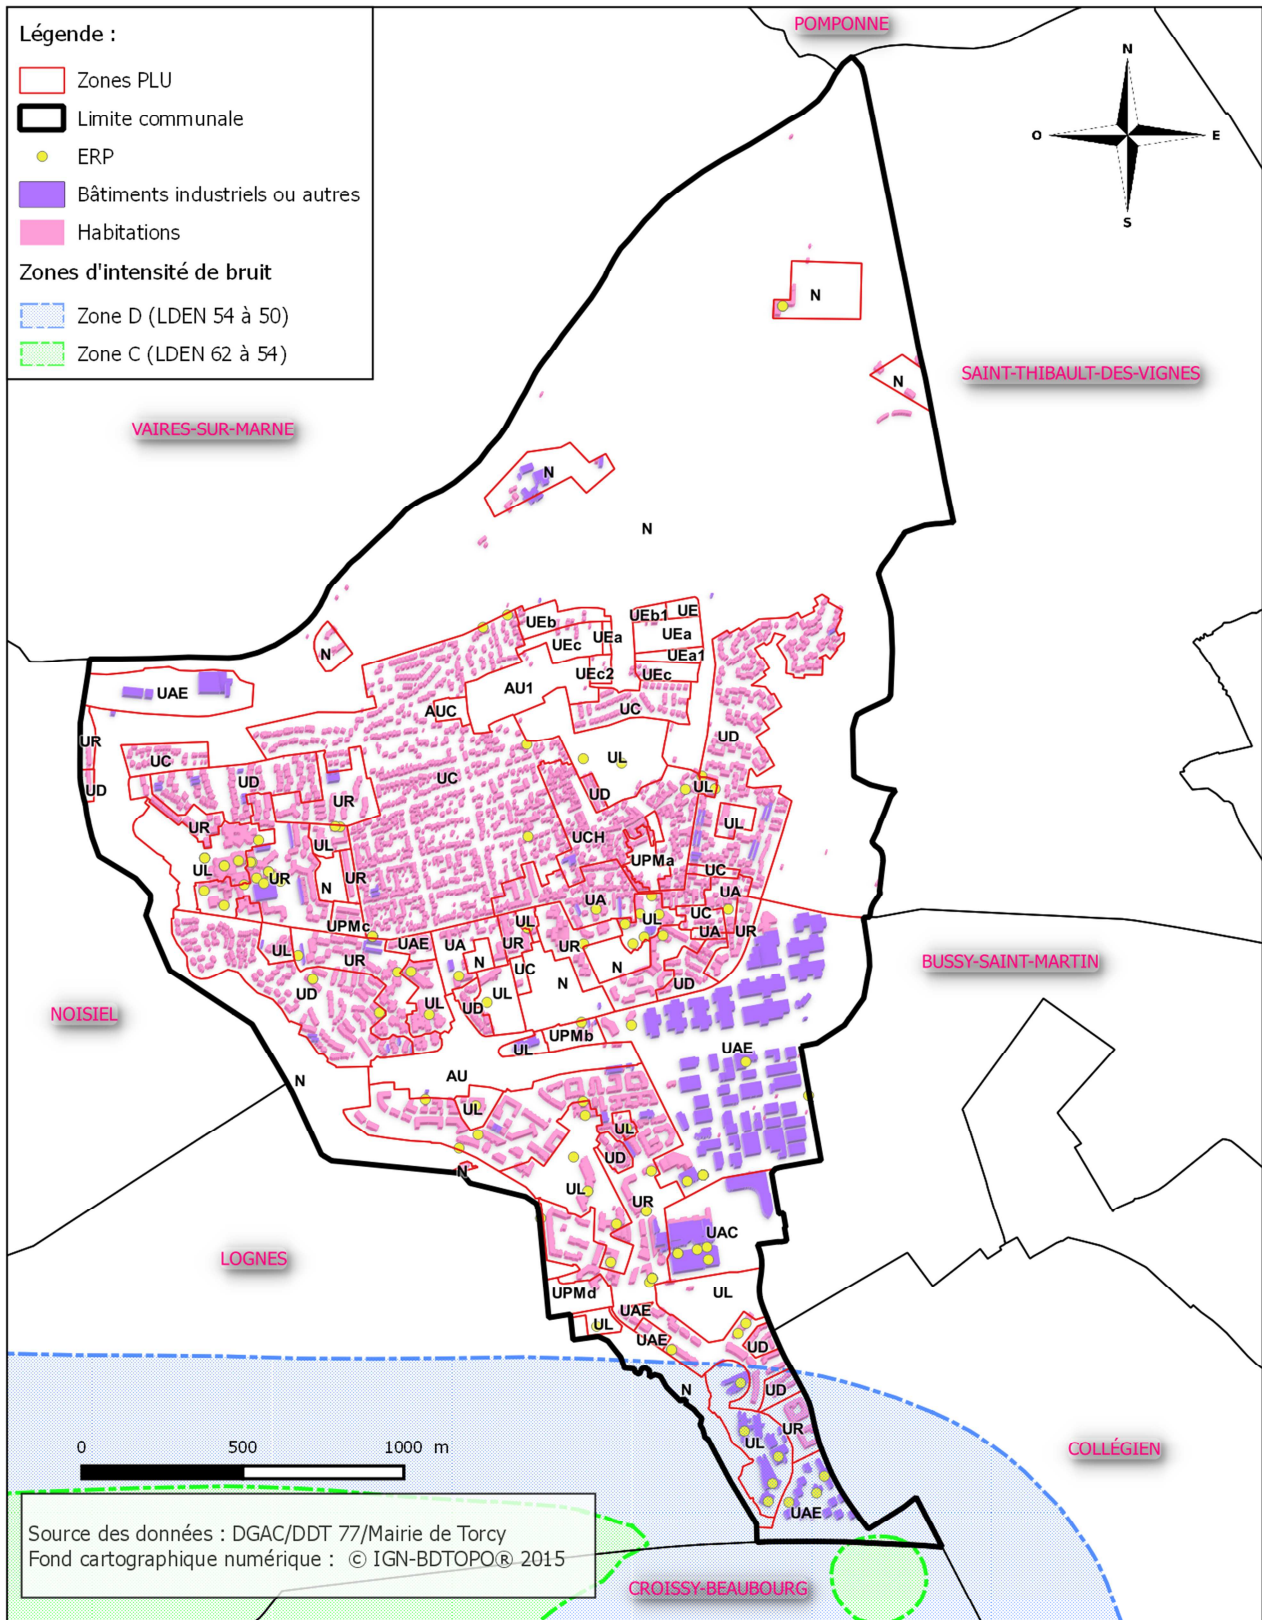 POMPONNE
Légende :
Zones PLU
Limite communale
ERP
Bâtiments industriels ou autres
Habitations
Zones d'intensité de bruit
Zone D (LDEN 54 à 50)
Zone C (LDEN 62 à 54)
N
O
E
S
N
SAINT-THIBAULT-DES-VIGNES
N
VAIRES-SUR-MARNE
N
N
UEb1
UE
UEb
UEa
UEa
UEc
UEa1
N
UEc2
UEc
UAE
AU1
AUC
UC
UR
UD
UC
UL
UD
UC
UD
UL
UD
UR
UL
UR
UCH
UL
UPMa
UL
UR
UR
UC
N
UA
UA
UPMc
UL
UL
UC
UA
UR
UAE
UA
UR
UR
UL
UR
N
UC
N
BUSSY-SAINT-MARTIN
UD
UL
UL
UD
N
UD
NOISIEL
UPMb
UL
UAE
AU
N
UL
UL
UD
N
UL
UR
UAC
LOGNES
UPMd
UL
UAE
UL
UAE
UD
N
UD
UR
UL
COLLÉGIEN
0 500 1000 m
UAE
Source des données : DGAC/DDT 77/Mairie de Torcy
Fond cartographique numérique : © IGN-BDTOPO® 2015
CROISSY-BEAUBOURG